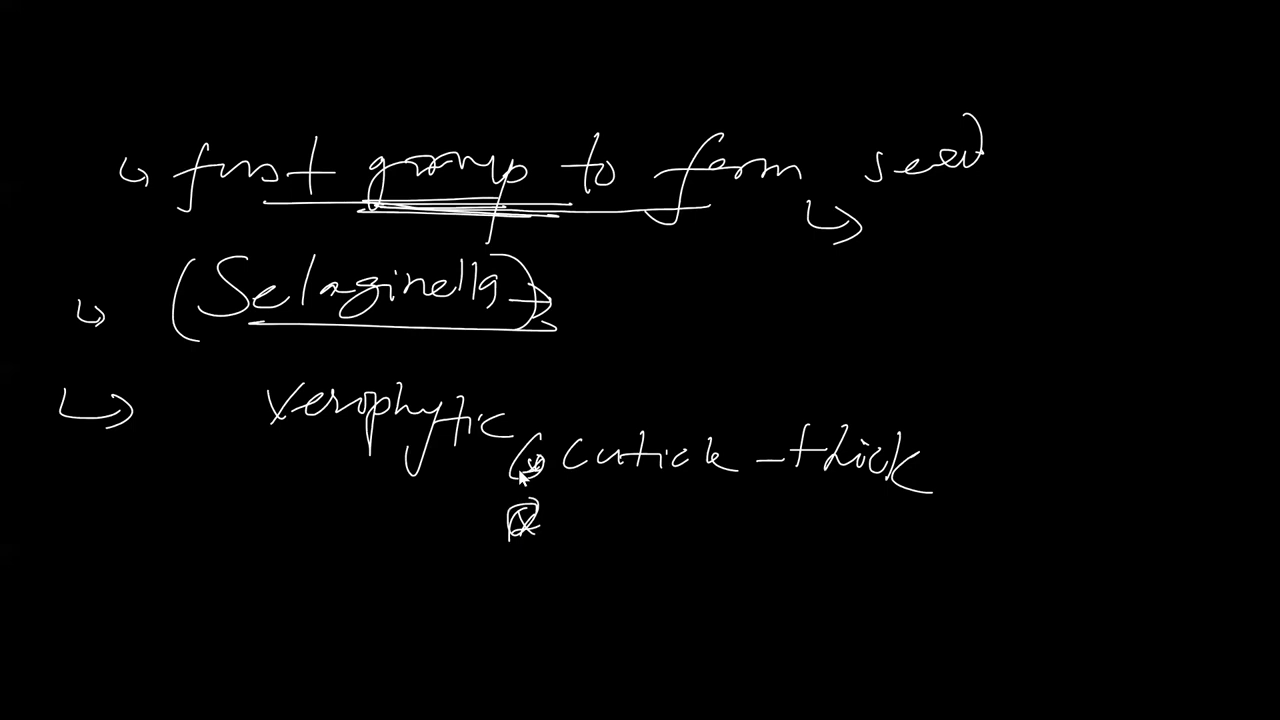 ↳ first group to form seed
↳ (Selaginella)
↳ xerophytic
↳ cuticle - thick